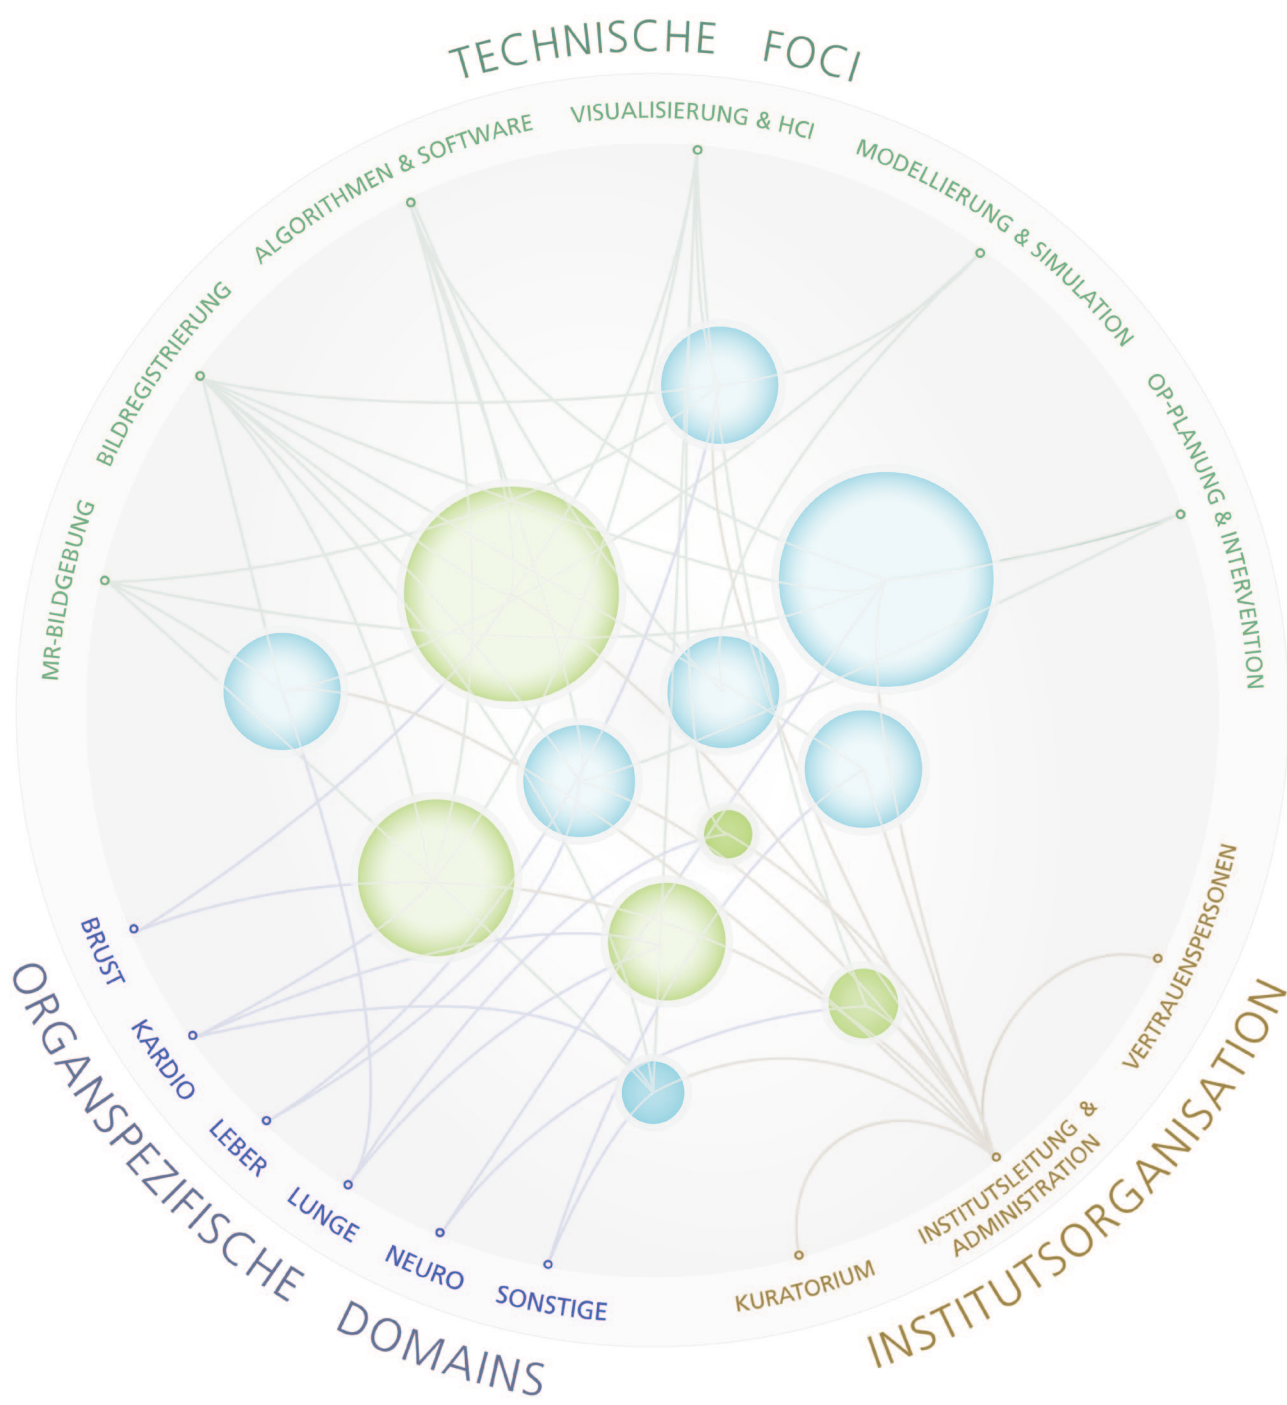 TECHNISCHE FOCI
MR-BILDGEBUNG
BILDREGISTRIERUNG
ALGORITHMEN & SOFTWARE
VISUALISIERUNG & HCI
MODELLIERUNG & SIMULATION
OP-PLANUNG & INTERVENTION
BRUST
KARDIO
LEBER
LUNGE
NEURO
SONSTIGE
ORGANSPEZIFISCHE DOMAINS
KURATORIUM
INSTITUTSLEITUNG &
ADMINISTRATION
VERTRAUENSPERSONEN
INSTITUTSORGANISATION